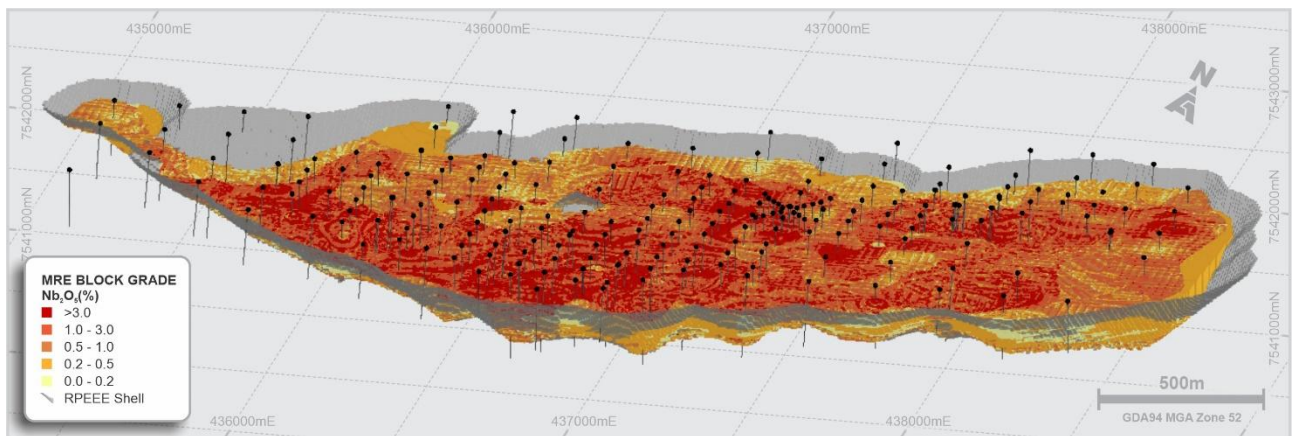 435000mE
436000mE
437000mE
438000mE
7542000mN
7543000mN
N
7541000mN
7542000mN
7541000mN
MRE BLOCK GRADE
Nb₂O₅(%)
>3.0
1.0 - 3.0
0.5 - 1.0
0.2 - 0.5
0.0 - 0.2
RPEEE Shell
436000mE
437000mE
438000mE
500m
GDA94 MGA Zone 52